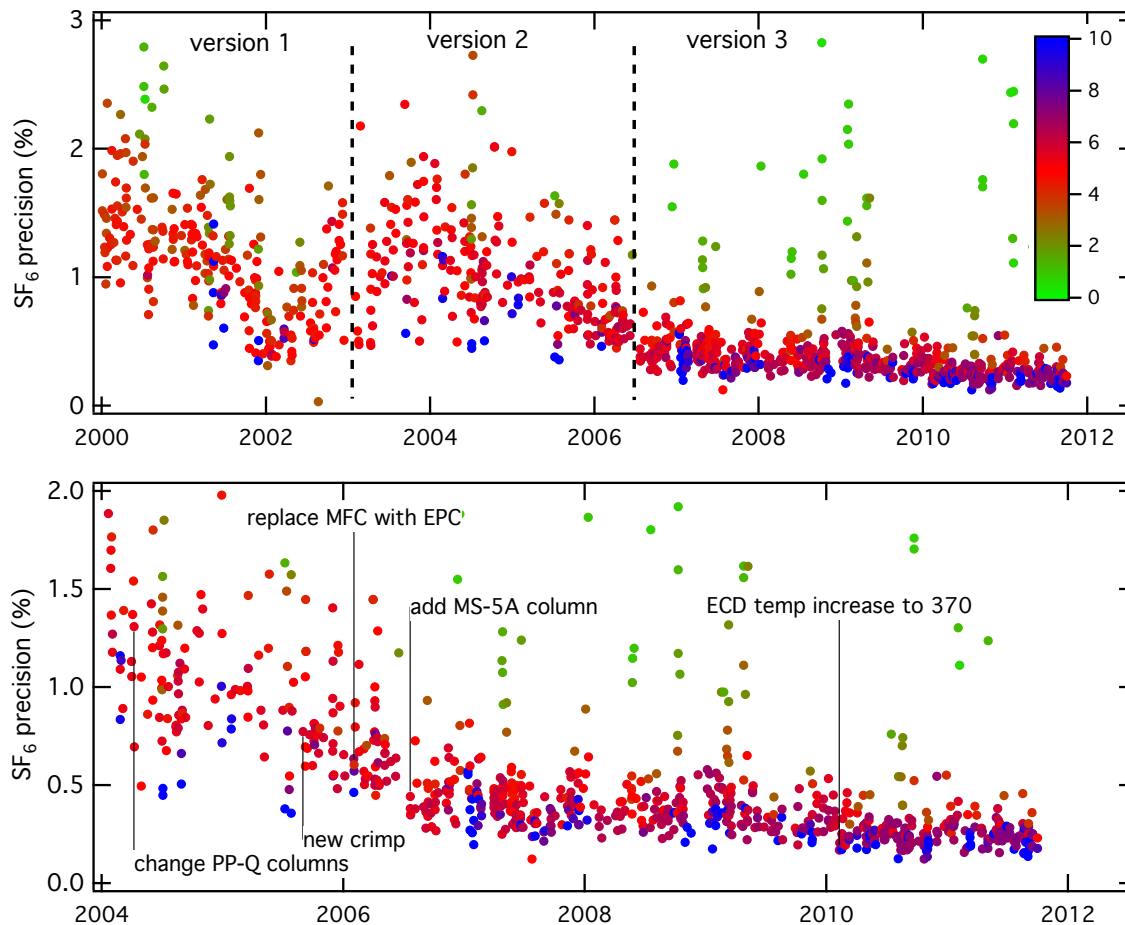 3
version 1
version 2
version 3
10
8
6
4
2
0
2
1
0
SF6 precision (%)
2000
2002
2004
2006
2008
2010
2012
2.0
replace MFC with EPC
1.5
add MS-5A column
ECD temp increase to 370
1.0
0.5
new crimp
change PP-Q columns
0.0
SF6 precision (%)
2004
2006
2008
2010
2012